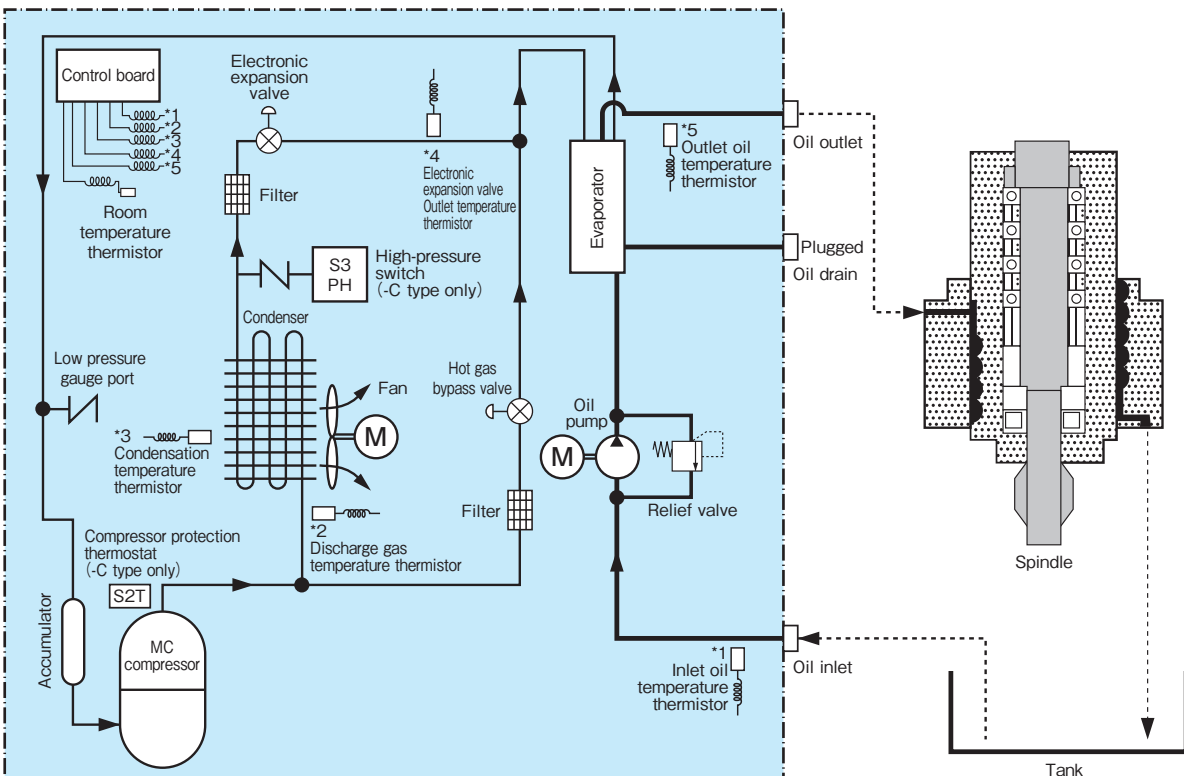 Control board
*1
*2
*3
*4
*5
Room
temperature
thermistor
Electronic
expansion
valve
Filter
*4
Electronic
expansion valve
Outlet temperature
thermistor
S3
PH
High-pressure
switch
(-C type only)
Condenser
Fan
M
Low pressure
gauge port
*3
Condensation
temperature
thermistor
*2
Discharge gas
temperature thermistor
Compressor protection
thermostat
(-C type only)
S2T
Accumulator
MC
compressor
Hot gas
bypass valve
Filter
Evaporator
*5
Outlet oil
temperature
thermistor
Oil outlet
Plugged
Oil drain
Oil
pump
M
Relief valve
*1
Inlet oil
temperature
thermistor
Oil inlet
Spindle
Tank